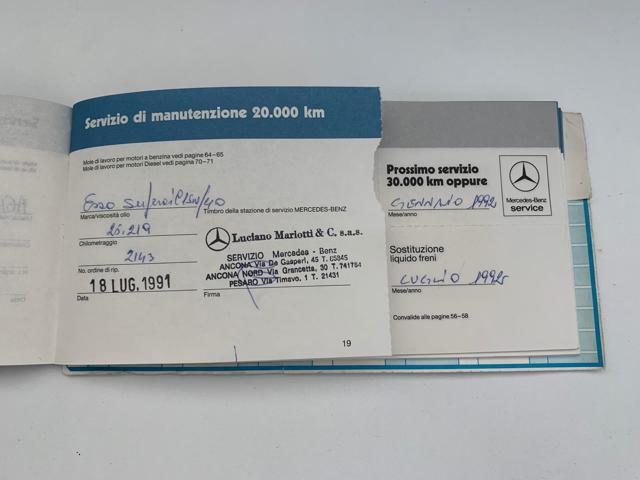 Servizio di manutenzione 20.000 km
Mole di lavoro per motori a benzina vedi pagine 64–65
Mole di lavoro per motori Diesel vedi pagine 70–71
Esso
Marca/viscosità olio
26.219
Chilometraggio
2143
No. ordine di rip.
18 LUG. 1991
Data
Timbro della stazione di servizio MERCEDES-BENZ
Luciano Mariotti & C. s.a.s.
SERVIZIO Mercedes - Benz
ANCONA Via De Gasperi, 45 T.
ANCONA NORD Via Grancetta, 30 T. 741754
PESARO Via Timavo, 1 T. 21431
Firma
19
Prossimo servizio
30.000 km oppure
GENNAIO 1992
Mese/anno
Mercedes-Benz
service
Sostituzione
liquido freni
LUGLIO 1992
Mese/anno
Convalide alle pagine 56–58